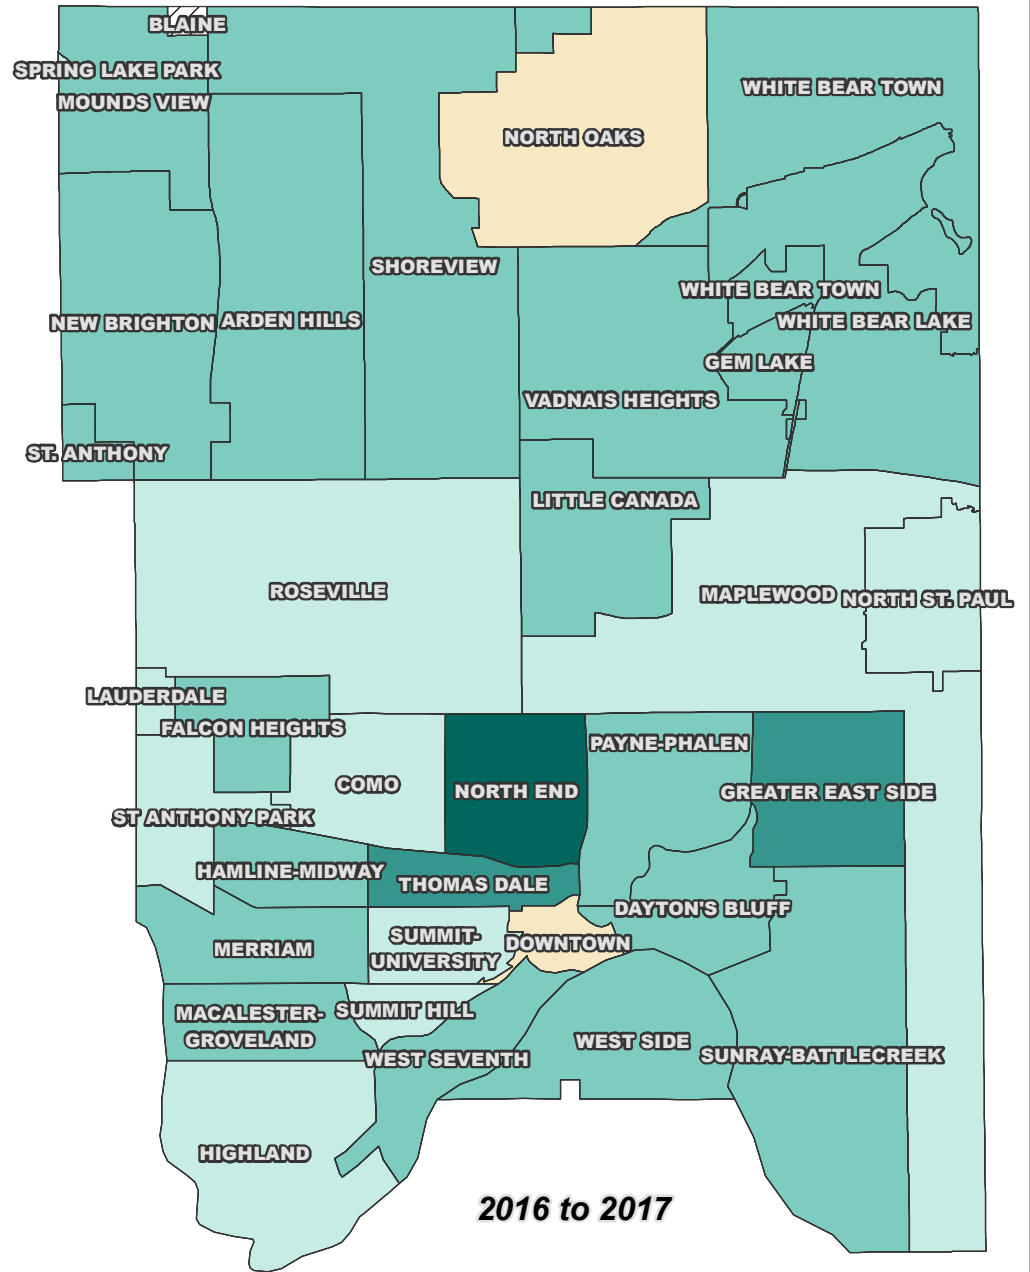 BLAINE
SPRING LAKE PARK
WHITE BEAR TOWN
MOUNDS VIEW
NORTH OAKS
SHOREVIEW
WHITE BEAR TOWN
NEW BRIGHTON
ARDEN HILLS
WHITE BEAR LAKE
GEM LAKE
VADNAIS HEIGHTS
ST. ANTHONY
LITTLE CANADA
ROSEVILLE
MAPLEWOOD
NORTH ST. PAUL
LAUDERDALE
FALCON HEIGHTS
PAYNE-PHALEN
COMO
NORTH END
GREATER EAST SIDE
ST ANTHONY PARK
HAMLINE-MIDWAY
THOMAS DALE
DAYTON'S BLUFF
MERRIAM
SUMMIT-
UNIVERSITY
DOWNTOWN
MACALESTER-
GROVELAND
SUMMIT HILL
WEST SEVENTH
WEST SIDE
SUNRAY-BATTLECREEK
HIGHLAND
2016 to 2017